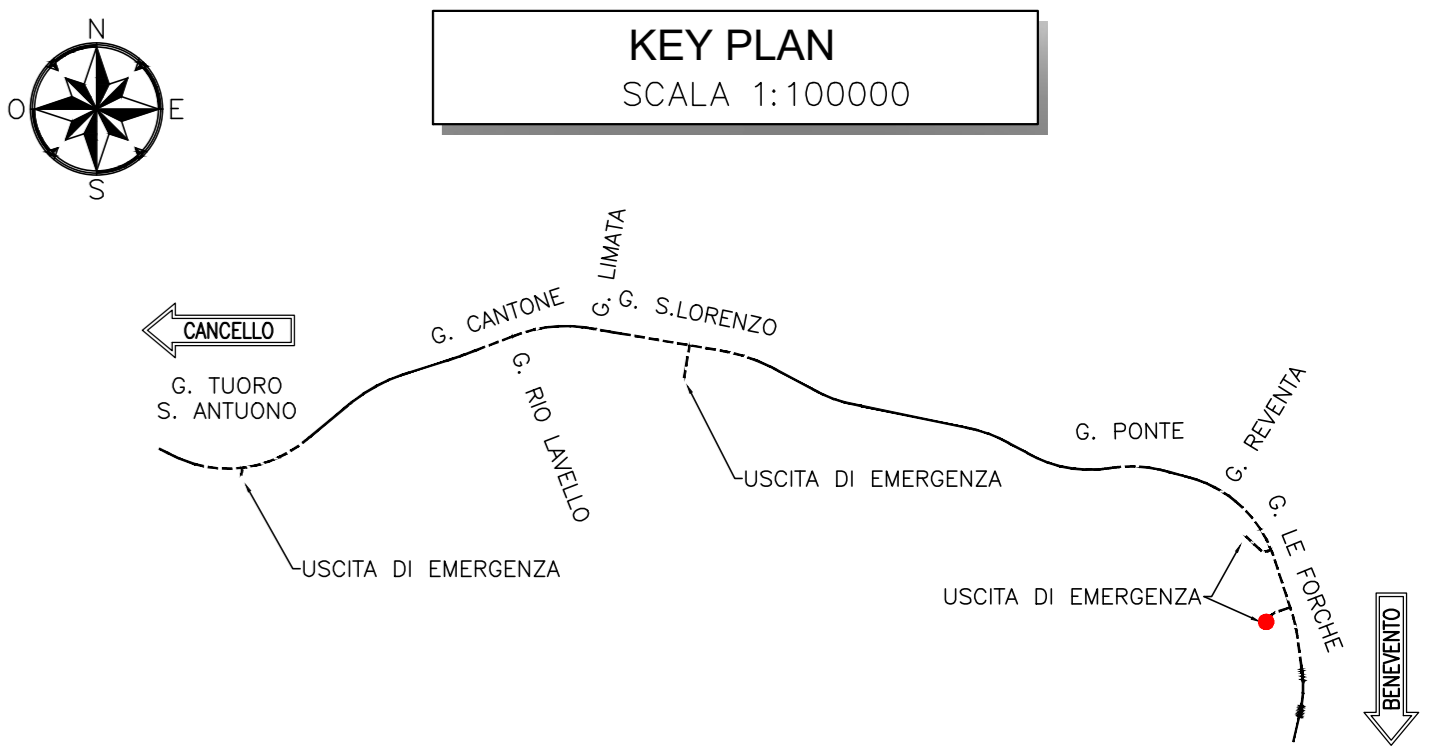 N
KEY PLAN
SCALA 1:100000
O
E
S
G. LIMATA
G. CANTONE
G. S.LORENZO
CANCELLO
G. TUORO
S. ANTUONO
G. RIO LAVELLO
G. REVENTA
G. PONTE
USCITA DI EMERGENZA
G. LE FORCHE
USCITA DI EMERGENZA
USCITA DI EMERGENZA
BENEVENTO